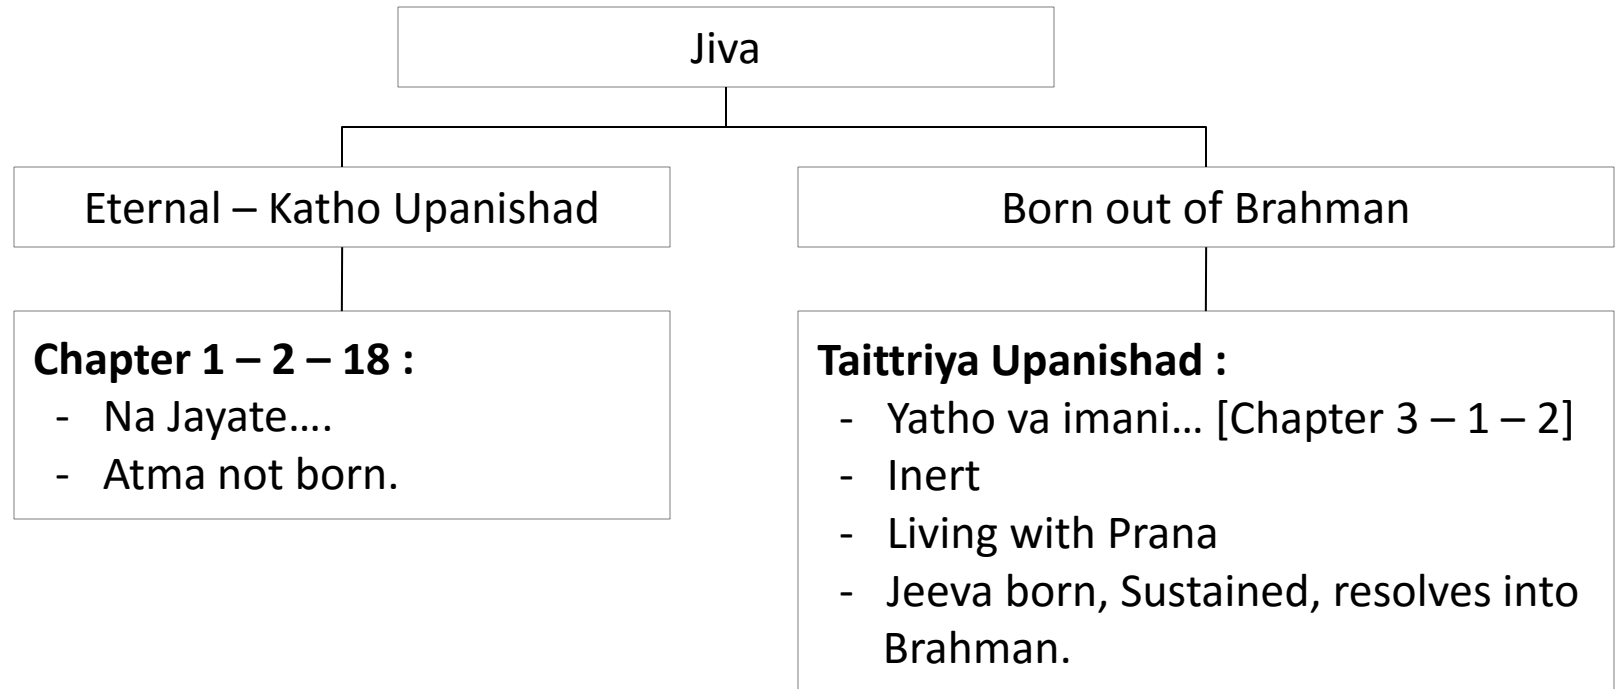 Jiva
Eternal – Katho Upanishad
Born out of Brahman
Chapter 1 – 2 – 18 :
- Na Jayate….
- Atma not born.
Taittriya Upanishad :
- Yatho va imani… [Chapter 3 – 1 – 2]
- Inert
- Living with Prana
- Jeeva born, Sustained, resolves into
Brahman.